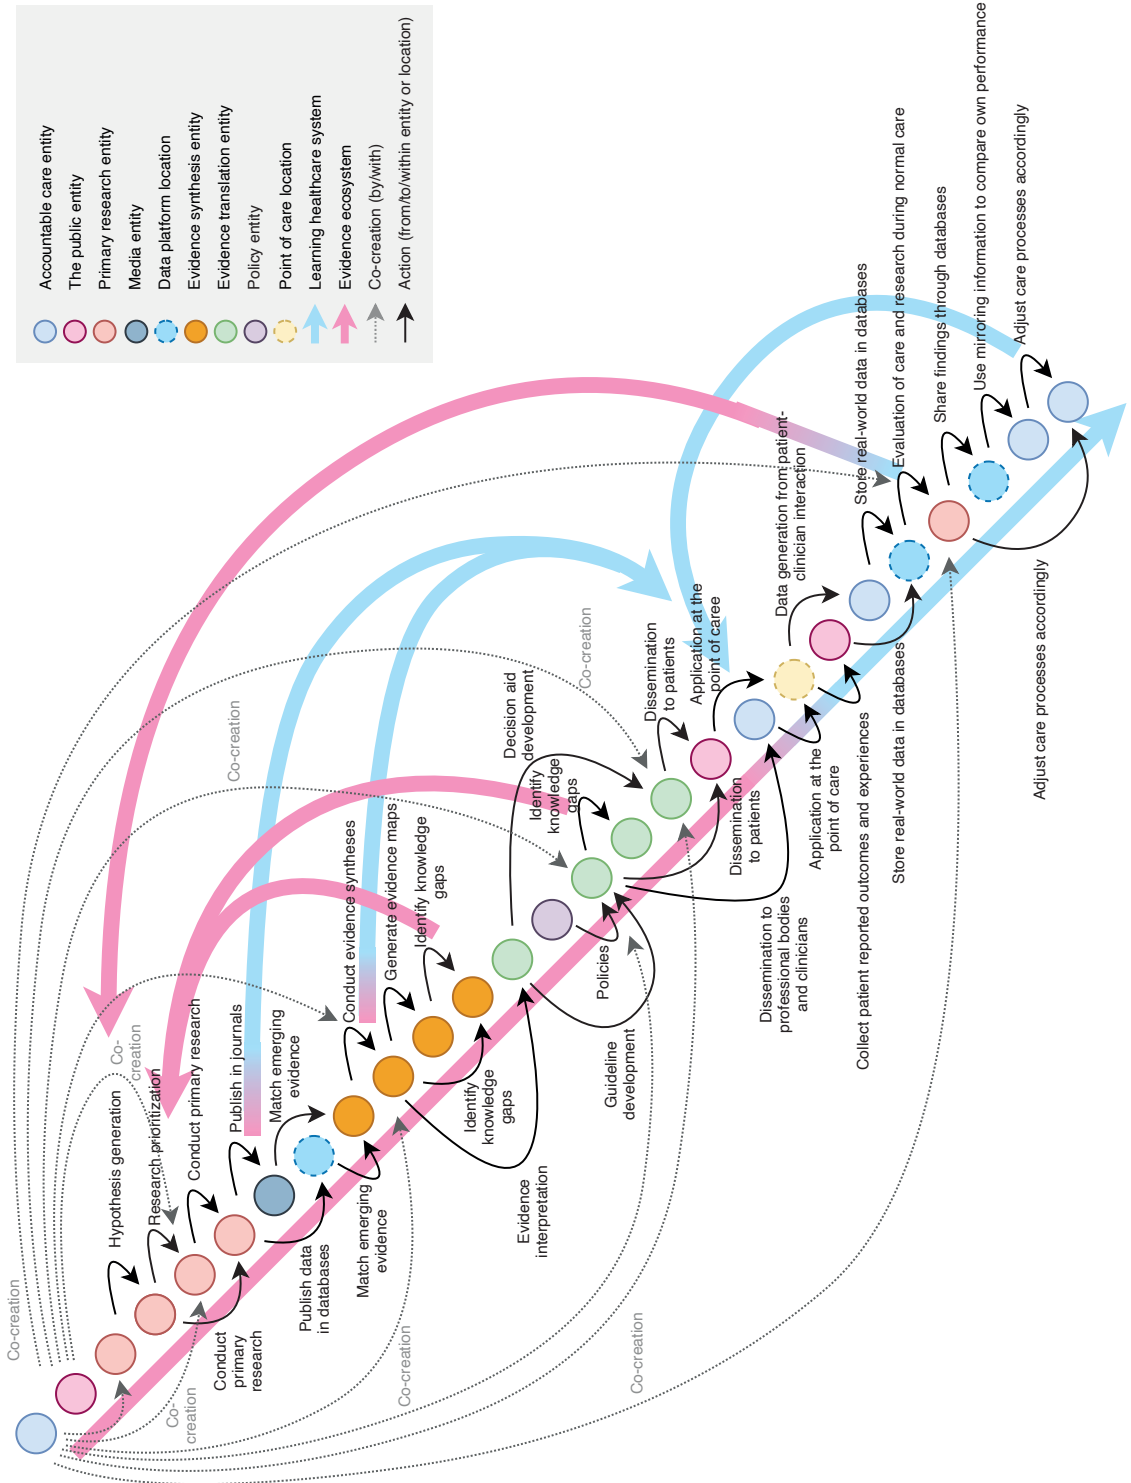 Accountable care entity
The public entity
Primary research entity
Media entity
Data platform location
Evidence synthesis entity
Evidence translation entity
Policy entity
Point of care location
Learning healthcare system
Evidence ecosystem
Co-creation (by/with)
Action (from/to/within entity or location)
Co-creation
Co-
creation
Hypothesis generation
Research prioritization
Conduct primary research
Publish in journals
Match emerging
evidence
Conduct evidence syntheses
Generate evidence maps
Identify knowledge
gaps
Co-creation
Decision aid
development
Identify
knowledge
gaps
Co-creation
Dissemination
to patients
Application at the
point of caree
Data generation from patient-
clinician interaction
Store real-world data in databases
Evaluation of care and research during normal care
Share findings through databases
Use mirroring information to compare own performance
Adjust care processes accordingly
Co-
creation
Conduct
primary
research
Publish data
in databases
Match emerging
evidence
Co-creation
Identify
knowledge
gaps
Evidence
interpretation
Policies
Guideline
development
Co-creation
Dissemination
to patients
Dissemination to
professional bodies
and clinicians
Application at the
point of care
Collect patient reported outcomes and experiences
Store real-world data in databases
Adjust care processes accordingly